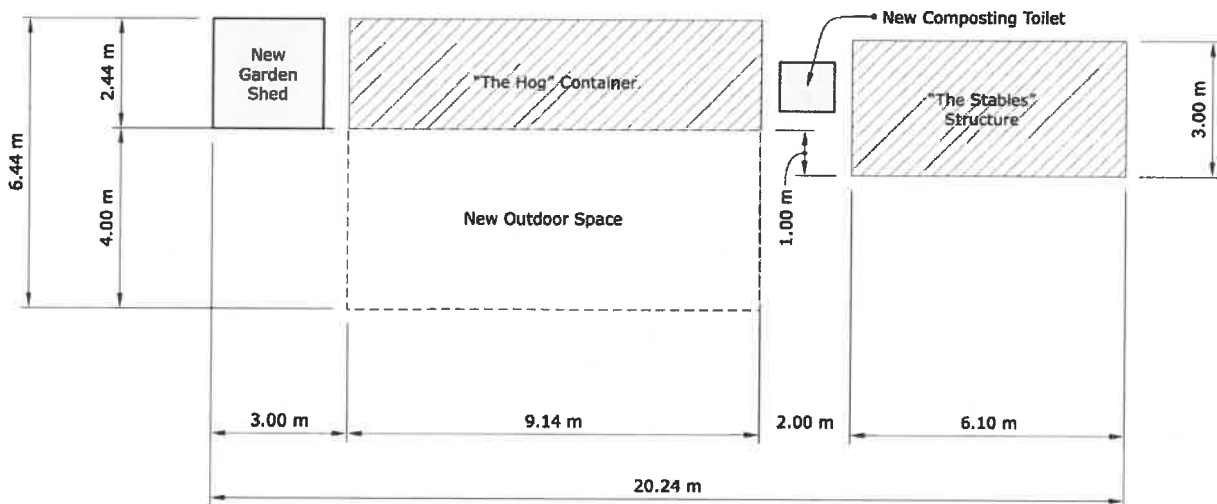 New Composting Toilet
New
Garden
Shed
"The Hog" Container
"The Stables"
Structure
2.44 m
3.00 m
6.44 m
4.00 m
1.00 m
New Outdoor Space
3.00 m
9.14 m
2.00 m
6.10 m
20.24 m